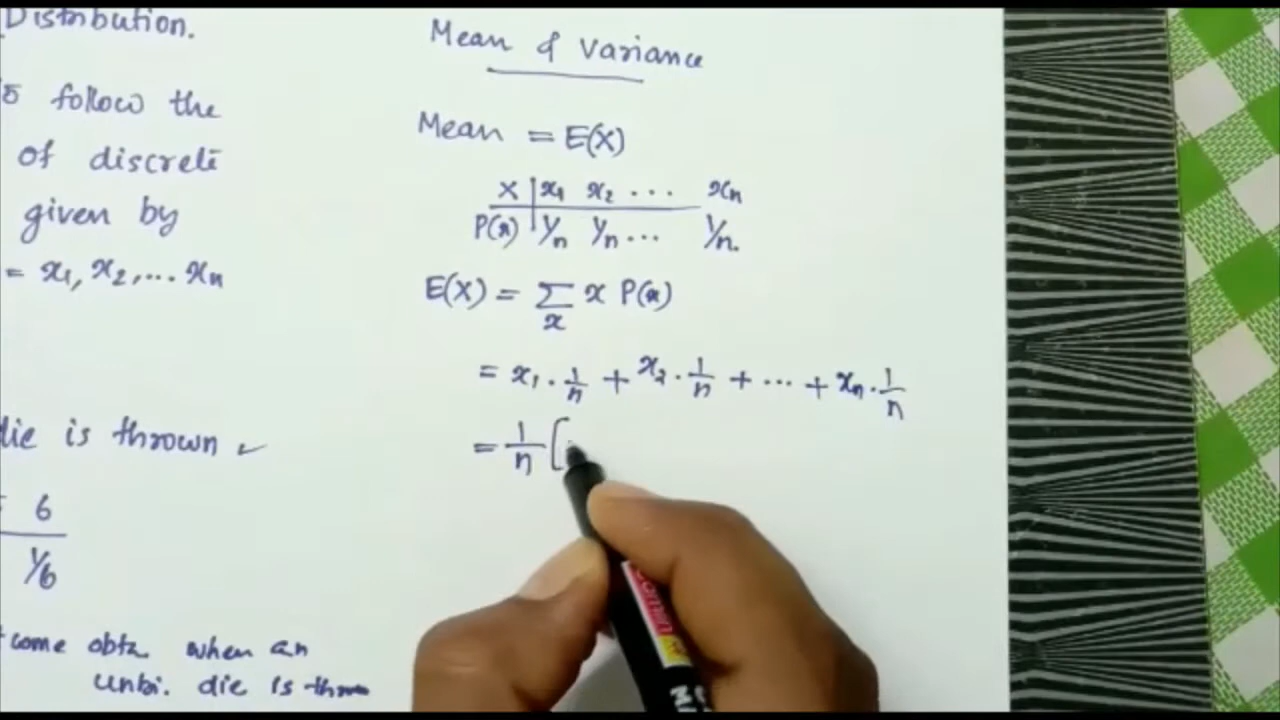 Distribution.
follow the
of discrete
given by
= x1, x2, ... xn
die is thrown ✓
6
1/6
come obta when an
unbi. die is thrown
Mean & Variance
Mean = E(X)
X | x1 x2 ... xn
P(x) | 1/n 1/n ... 1/n.
E(X) = Σx x P(x)
= x1 . 1/n + x2 . 1/n + ... + xn . 1/n
= 1/n [